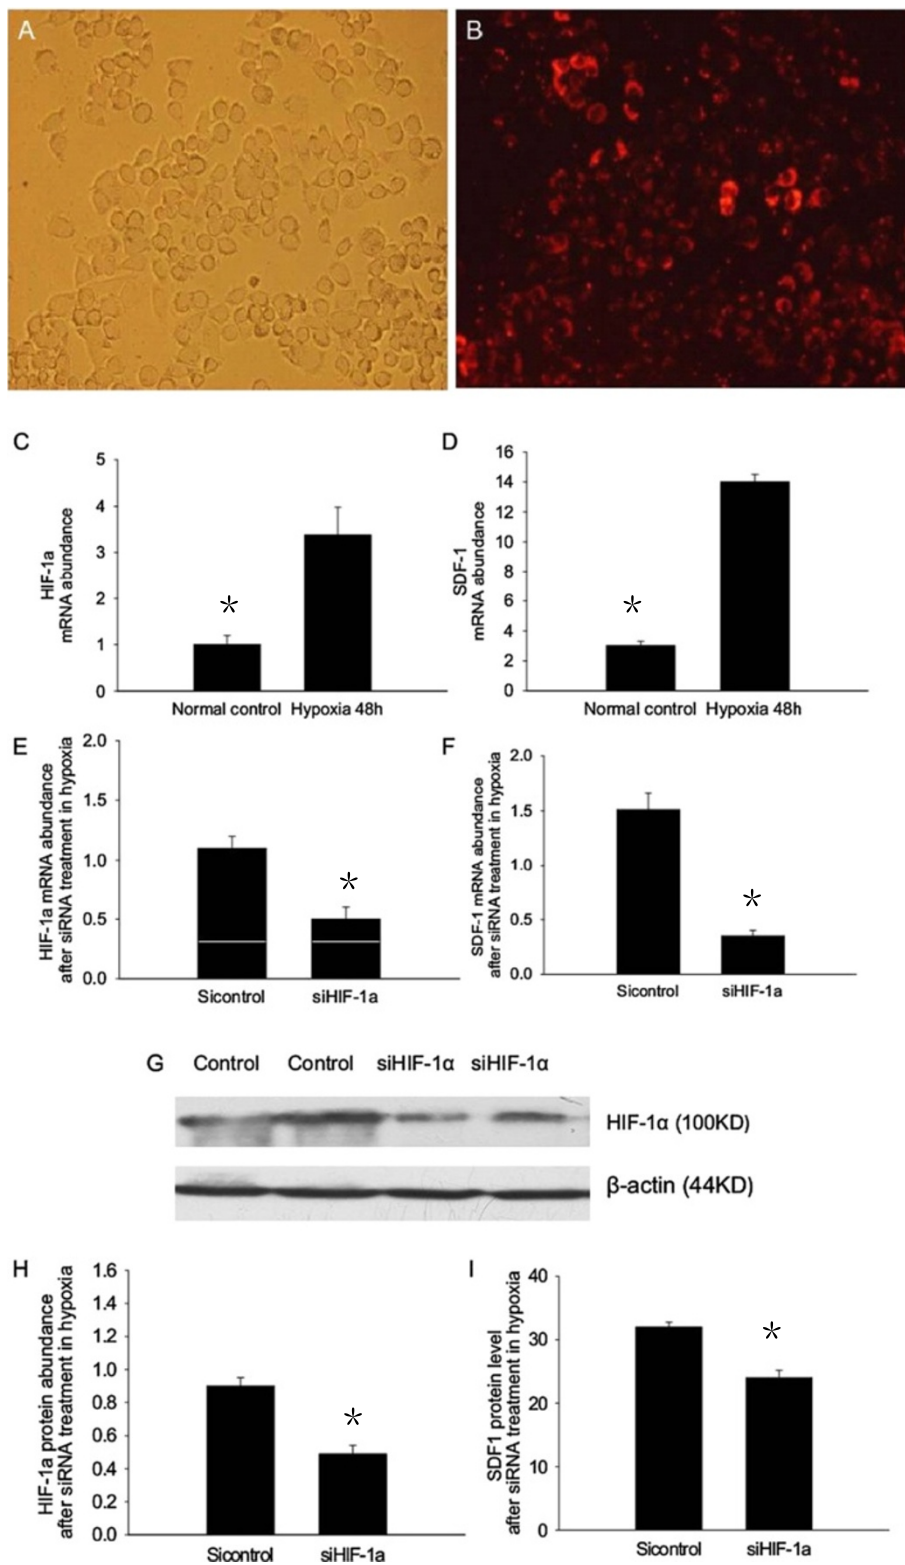 A
B
C
HIF-1a
mRNA abundance
5
4
3
2
1
0
*
Normal control Hypoxia 48h
D
SDF-1
mRNA abundance
16
14
12
10
8
6
4
2
0
*
Normal control Hypoxia 48h
E
HIF-1a mRNA abundance
after siRNA treatment in hypoxia
2.0
1.5
1.0
0.5
0.0
*
Sicontrol siHIF-1a
F
SDF-1 mRNA abundance
after siRNA treatment in hypoxia
2.0
1.5
1.0
0.5
0.0
*
Sicontrol siHIF-1a
G Control Control siHIF-1α siHIF-1α
HIF-1α (100KD)
β-actin (44KD)
H
HIF-1a protein abundance
after siRNA treatment in hypoxia
1.6
1.4
1.2
1.0
0.8
0.6
0.4
0.2
0.0
*
Sicontrol siHIF-1a
I
SDF1 protein level
after siRNA treatment in hypoxia
40
30
20
10
0
*
Sicontrol siHIF-1a